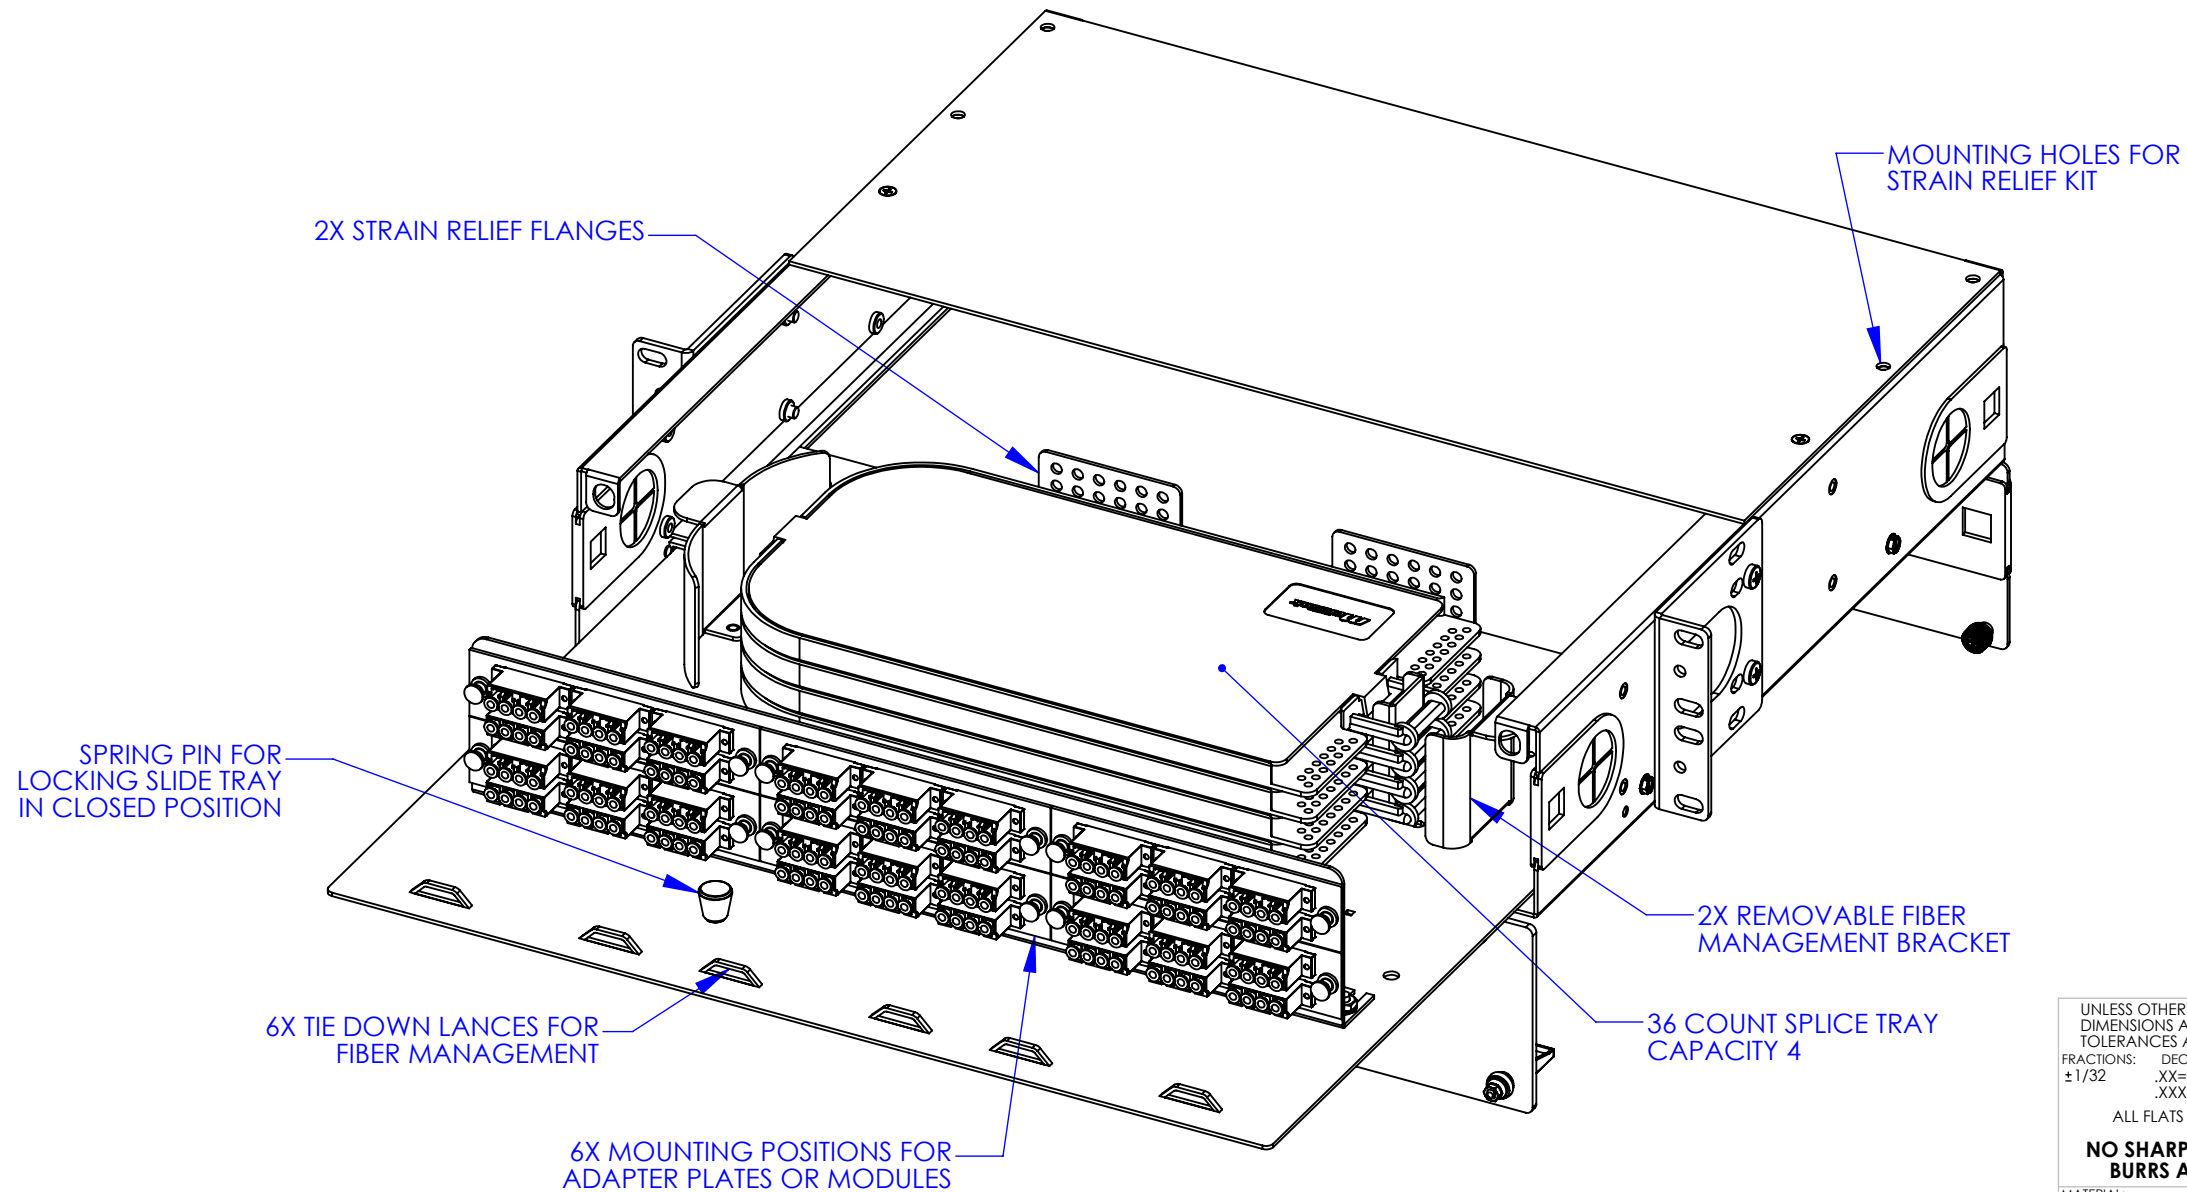 MOUNTING HOLES FOR
STRAIN RELIEF KIT
2X STRAIN RELIEF FLANGES
SPRING PIN FOR
LOCKING SLIDE TRAY
IN CLOSED POSITION
2X REMOVABLE FIBER
MANAGEMENT BRACKET
6X TIE DOWN LANCES FOR
FIBER MANAGEMENT
36 COUNT SPLICE TRAY
CAPACITY 4
6X MOUNTING POSITIONS FOR
ADAPTER PLATES OR MODULES
UNLESS OTHER
DIMENSIONS A
TOLERANCES A
FRACTIONS: DEC
±1/32 .XX=
.XXX
ALL FLATS
NO SHARP
BURRS A